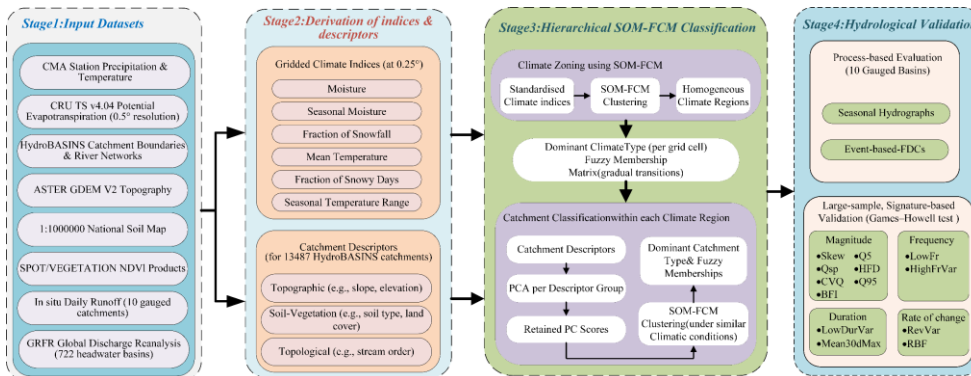 Stage1:Input Datasets
CMA Station Precipitation &
Temperature
CRU TS v4.04 Potential
Evapotranspiration (0.5° resolution)
HydroBASINS Catchment Boundaries
& River Networks
ASTER GDEM V2 Topography
1:1000000 National Soil Map
SPOT/VEGETATION NDVI Products
In situ Daily Runoff (10 gauged
catchments)
GRFR Global Discharge Reanalysis
(722 headwater basins)
Stage2:Derivation of indices &
descriptors
Gridded Climate Indices (at 0.25°)
Moisture
Seasonal Moisture
Fraction of Snowfall
Mean Temperature
Fraction of Snowy Days
Seasonal Temperature Range
Catchment Descriptors
(for 13487 HydroBASINS catchments)
Topographic (e.g., slope, elevation)
Soil-Vegetation (e.g., soil type, land
cover)
Topological (e.g., stream order)
Stage3:Hierarchical SOM-FCM Classification
Climate Zoning using SOM-FCM
Standardised
Climate indices
SOM-FCM
Clustering
Homogeneous
Climate Regions
Dominant ClimateType (per grid cell)
Fuzzy Membership
Matrix(gradual transitions)
Catchment Classificationwithin each Climate Region
Catchment Descriptors
PCA per Descriptor
Group
Retained PC Scores
Dominant Catchment
Type& Fuzzy
Memberships
SOM-FCM
Clustering(under similar
Climatic conditions)
Stage4:Hydrological Validation
Process-based Evaluation
(10 Gauged Basins)
Seasonal Hydrographs
Event-based-FDCs
Large-sample, Signature-based
Validation (Games–Howell test )
Magnitude
●Skew ●Q5
●Qsp ●HFD
●CVQ ●Q95
●BFI
Frequency
●LowFr
●HighFrVar
Duration
●LowDurVar
●Mean30dMax
Rate of change
●RevVar
●RBF